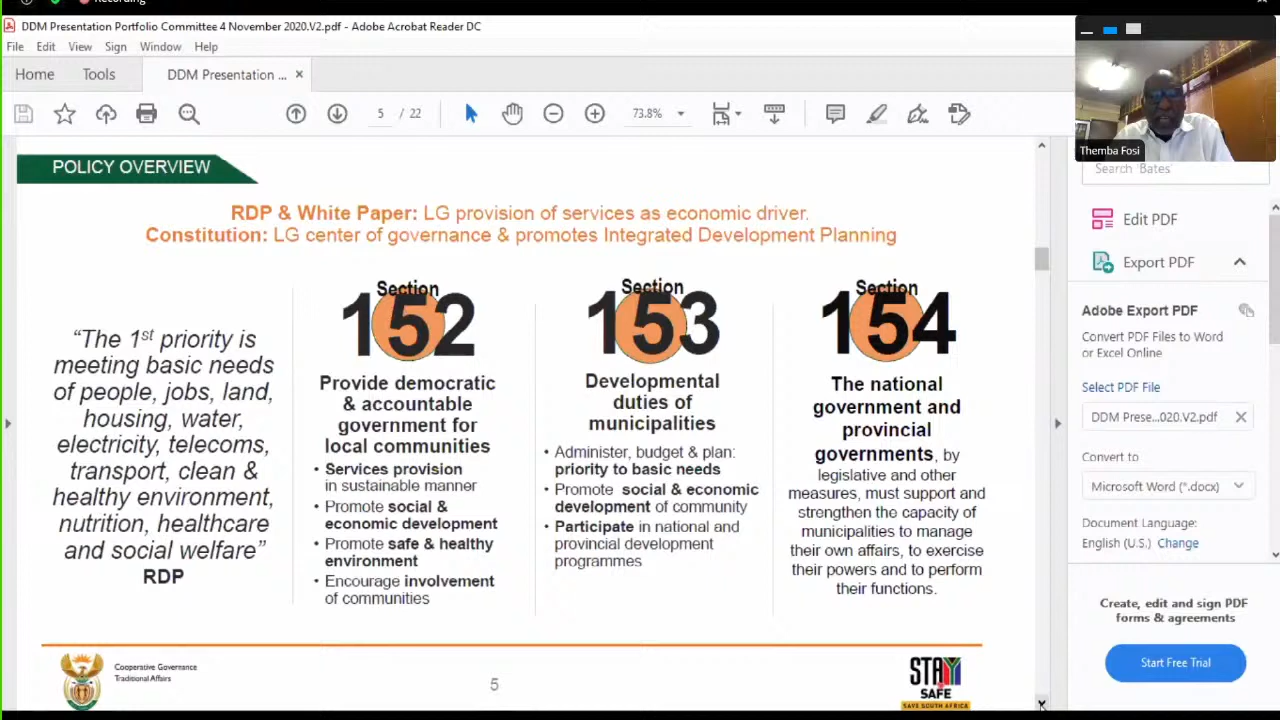 Recording
DDM Presentation Portfolio Committee 4 November 2020.V2.pdf - Adobe Acrobat Reader DC
File Edit View Sign Window Help
Home Tools DDM Presentation ... ×
5 / 22 73.8%
Themba Fosi
Search 'Bates'
Edit PDF
Export PDF
Adobe Export PDF
Convert PDF Files to Word
or Excel Online
Select PDF File
DDM Prese...020.V2.pdf
Convert to
Microsoft Word (*.docx)
Document Language:
English (U.S.) Change
Create, edit and sign PDF
forms & agreements
Start Free Trial
POLICY OVERVIEW
RDP & White Paper: LG provision of services as economic driver.
Constitution: LG center of governance & promotes Integrated Development Planning
“The 1st priority is
meeting basic needs
of people, jobs, land,
housing, water,
electricity, telecoms,
transport, clean &
healthy environment,
nutrition, healthcare
and social welfare”
RDP
Section
152
Provide democratic
& accountable
government for
local communities
• Services provision
in sustainable manner
• Promote social &
economic development
• Promote safe & healthy
environment
• Encourage involvement
of communities
Section
153
Developmental
duties of
municipalities
• Administer, budget & plan:
priority to basic needs
• Promote social & economic
development of community
• Participate in national and
provincial development
programmes
Section
154
The national
government and
provincial
governments, by
legislative and other
measures, must support and
strengthen the capacity of
municipalities to manage
their own affairs, to exercise
their powers and to perform
their functions.
Cooperative Governance
Traditional Affairs
5
STAY
SAFE
SAVE SOUTH AFRICA